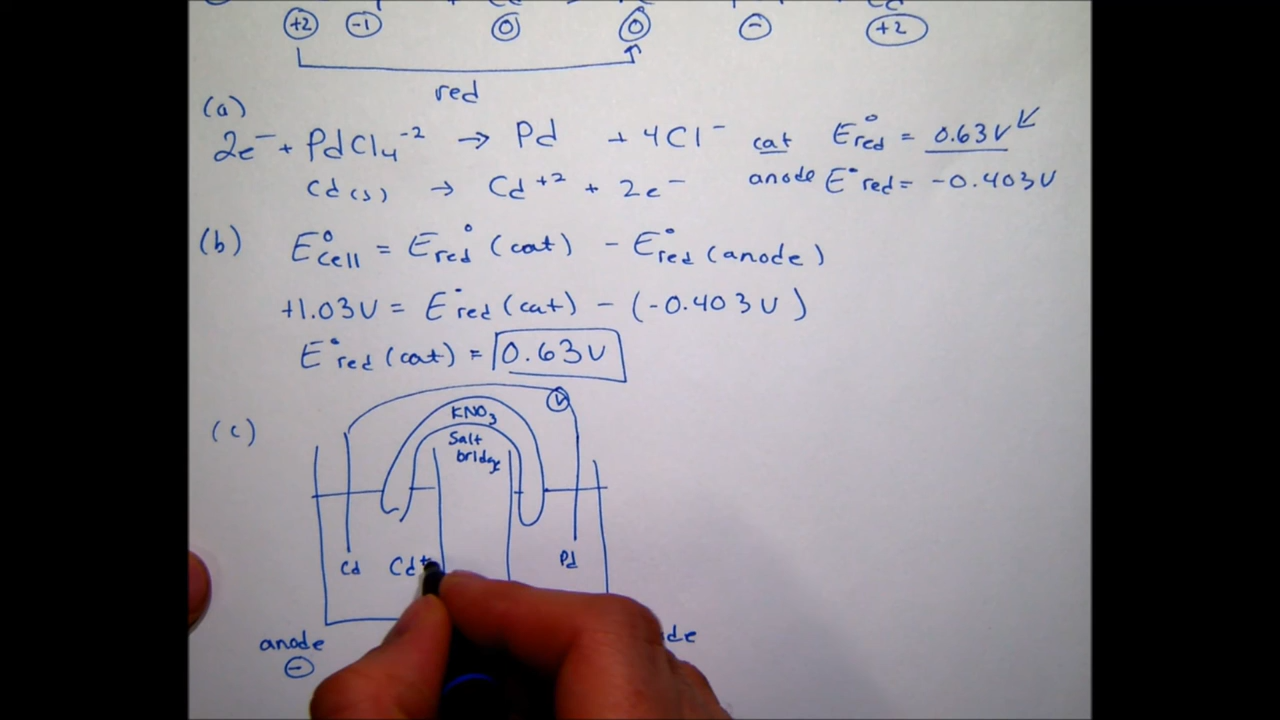 +2 -1 0 0 - +2
red
(a)
2e⁻ + PdCl₄⁻² → Pd + 4Cl⁻ cat E°red = 0.63V
Cd(s) → Cd⁺² + 2e⁻ anode E°red = -0.403V
(b) E°cell = E°red (cat) - E°red (anode)
+1.03V = E°red (cat) - (-0.403V)
E°red (cat) = 0.63V
(c)
V
KNO₃
Salt
bridge
Cd Cd⁺ Pd
anode de
-